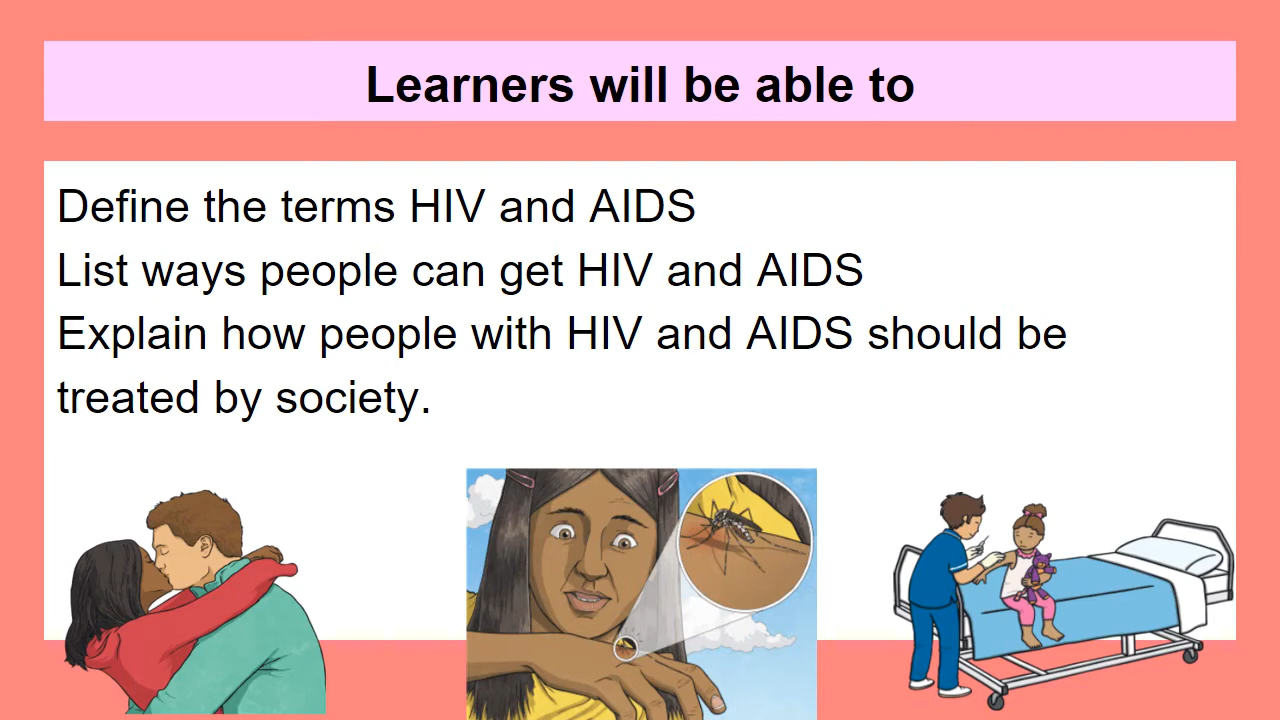 Learners will be able to
Define the terms HIV and AIDS
List ways people can get HIV and AIDS
Explain how people with HIV and AIDS should be
treated by society.